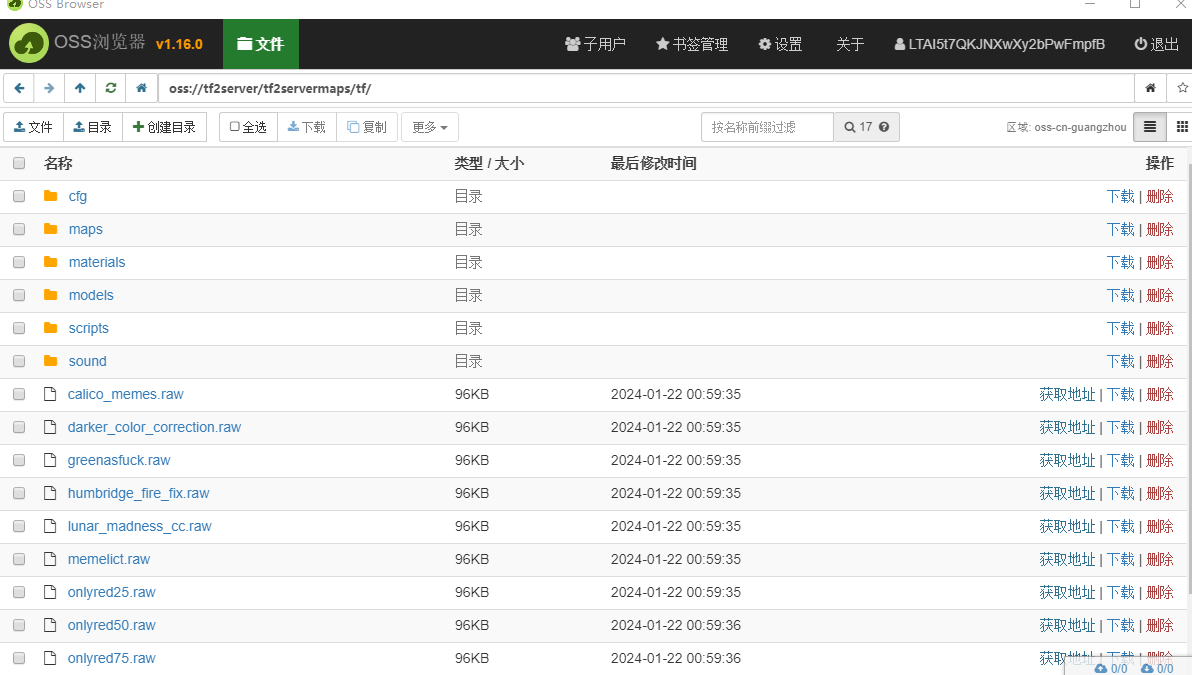 OSS Browser
OSS浏览器 v1.16.0 文件 子用户 书签管理 设置 关于 LTAI5t7QKJNXwXy2bPwFmpfB 退出
oss://tf2server/tf2servermaps/tf/
文件 目录 创建目录 全选 下载 复制 更多 按名称前缀过滤 17 区域: oss-cn-guangzhou
名称 类型 / 大小 最后修改时间 操作
cfg 目录 下载 | 删除
maps 目录 下载 | 删除
materials 目录 下载 | 删除
models 目录 下载 | 删除
scripts 目录 下载 | 删除
sound 目录 下载 | 删除
calico_memes.raw 96KB 2024-01-22 00:59:35 获取地址 | 下载 | 删除
darker_color_correction.raw 96KB 2024-01-22 00:59:35 获取地址 | 下载 | 删除
greenasfuck.raw 96KB 2024-01-22 00:59:35 获取地址 | 下载 | 删除
humbridge_fire_fix.raw 96KB 2024-01-22 00:59:35 获取地址 | 下载 | 删除
lunar_madness_cc.raw 96KB 2024-01-22 00:59:35 获取地址 | 下载 | 删除
memelict.raw 96KB 2024-01-22 00:59:35 获取地址 | 下载 | 删除
onlyred25.raw 96KB 2024-01-22 00:59:35 获取地址 | 下载 | 删除
onlyred50.raw 96KB 2024-01-22 00:59:36 获取地址 | 下载 | 删除
onlyred75.raw 96KB 2024-01-22 00:59:36 获取地址 | 下载 | 删除
0/0 0/0